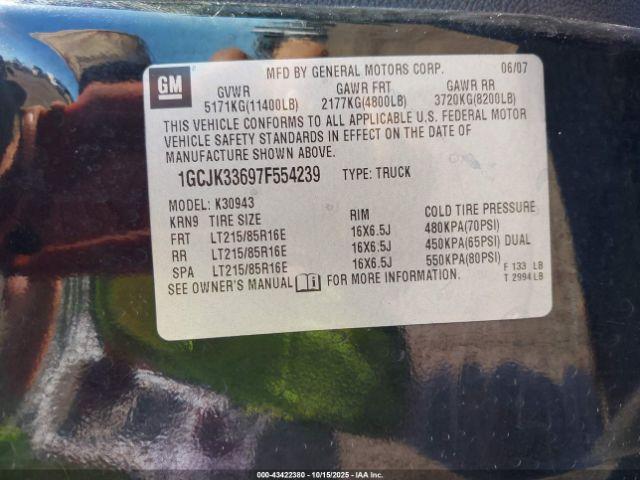 GM
MFD BY GENERAL MOTORS CORP. 06/07
GVWR GAWR FRT GAWR RR
5171KG(11400LB) 2177KG(4800LB) 3720KG(8200LB)
THIS VEHICLE CONFORMS TO ALL APPLICABLE U.S. FEDERAL MOTOR
VEHICLE SAFETY STANDARDS IN EFFECT ON THE DATE OF
MANUFACTURE SHOWN ABOVE.
1GCJK33697F554239 TYPE: TRUCK
MODEL: K30943
KRN9 TIRE SIZE RIM COLD TIRE PRESSURE
FRT LT215/85R16E 16X6.5J 480KPA(70PSI)
RR LT215/85R16E 16X6.5J 450KPA(65PSI) DUAL
SPA LT215/85R16E 16X6.5J 550KPA(80PSI)
SEE OWNER'S MANUAL FOR MORE INFORMATION.
F 133 LB
T 2994 LB
000-43422380 - 10/15/2025 - IAA Inc.